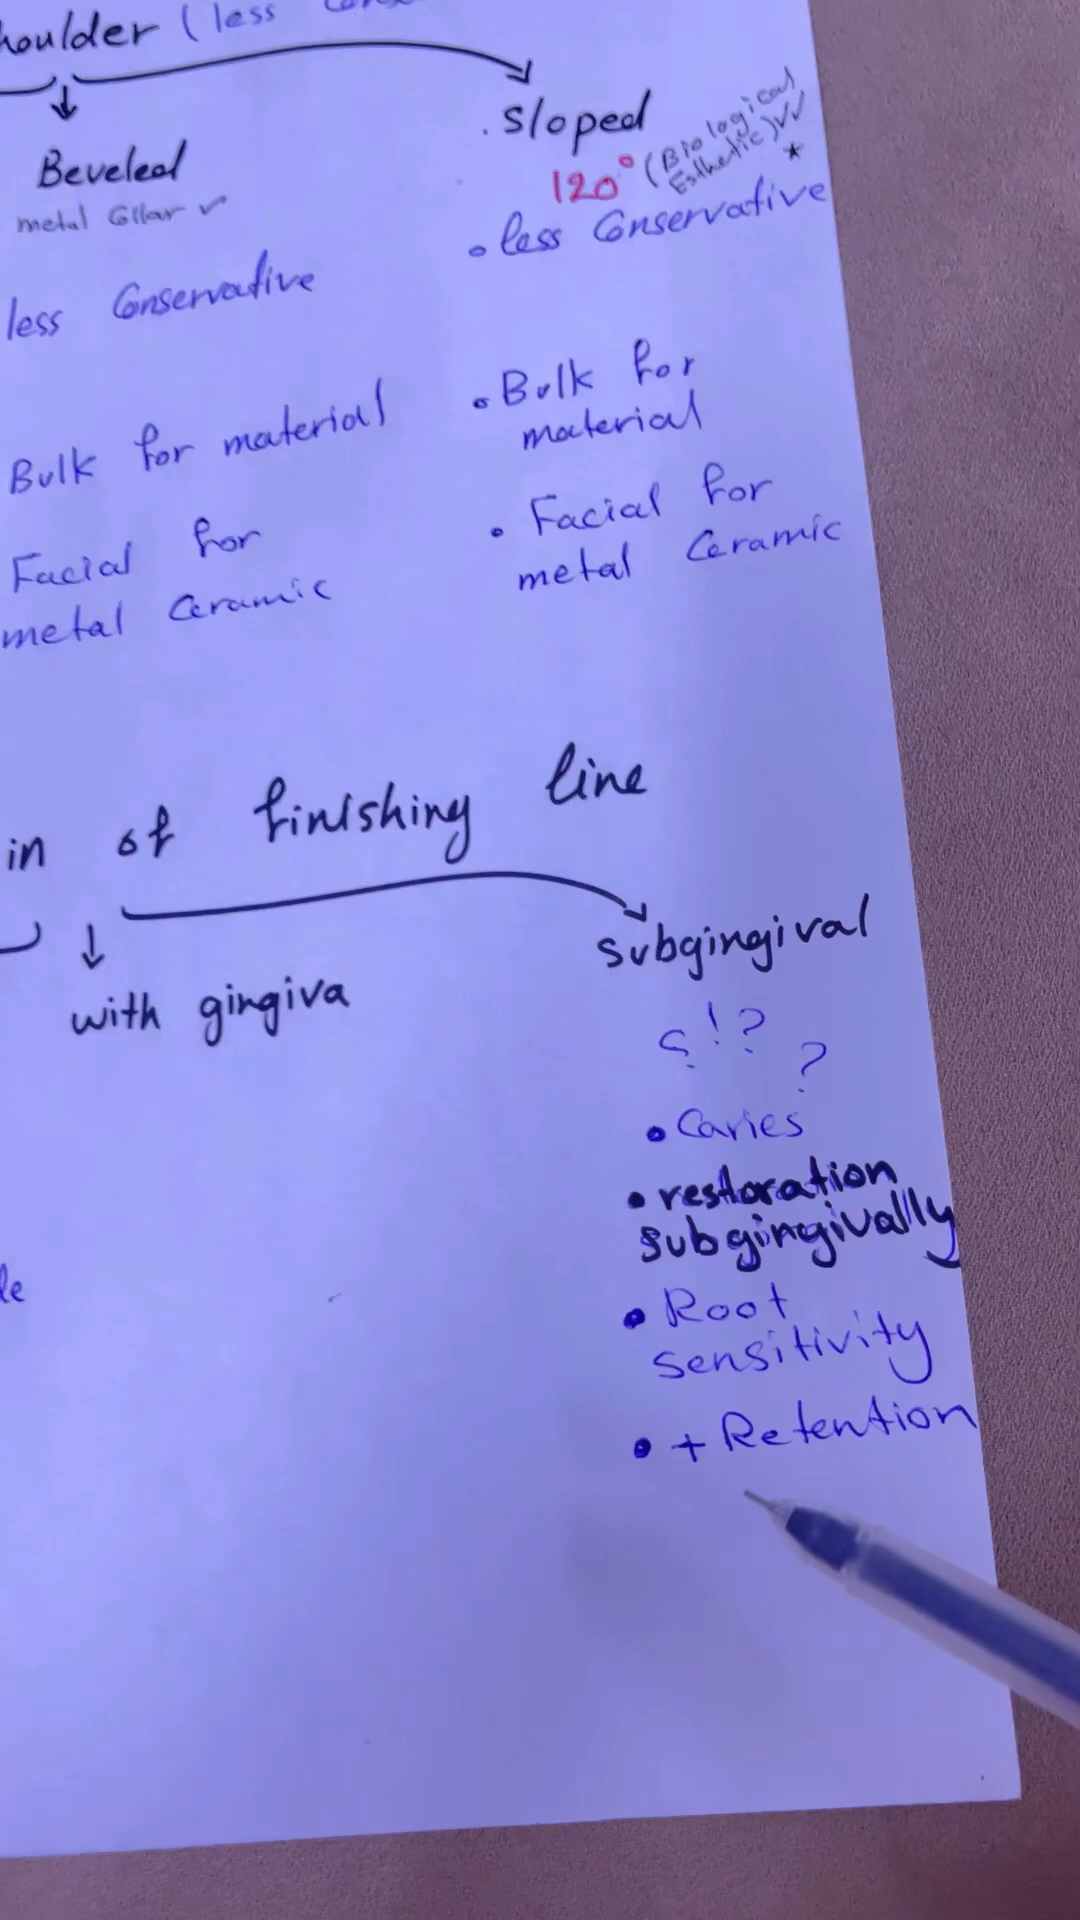 houlder (less
Beveled
metal Collar ✓
less Conservative
Bulk for material
Facial for
metal Ceramic
. Sloped
120° (Biological
Esthetic) ✓✓
★
• less Conservative
• Bulk for
material
• Facial for
metal Ceramic
in of finishing line
with gingiva
le
subgingival
؟!?
?
• Caries
• restoration
subgingivally
• Root
sensitivity
• + Retention